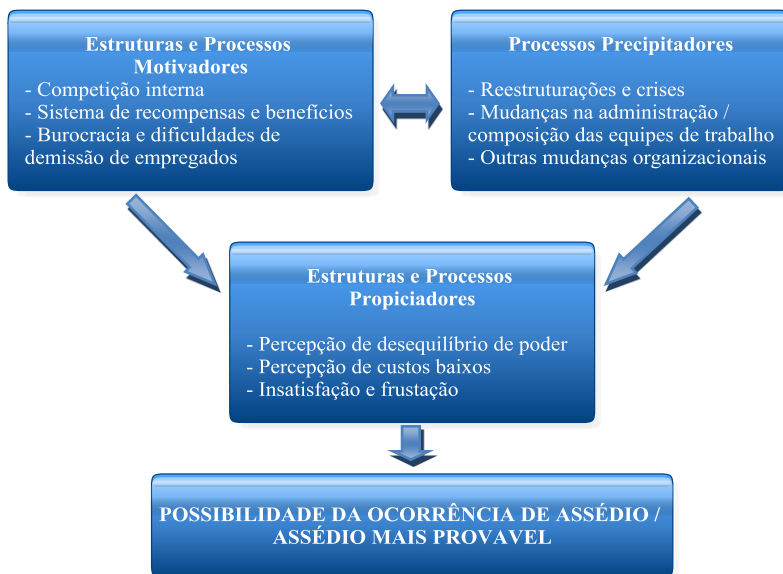 Estruturas e Processos
Motivadores
- Competição interna
- Sistema de recompensas e benefícios
- Burocracia e dificuldades de
demissão de empregados
Processos Precipitadores
- Reestruturações e crises
- Mudanças na administração /
composição das equipes de trabalho
- Outras mudanças organizacionais
Estruturas e Processos
Propiciadores
- Percepção de desequilíbrio de poder
- Percepção de custos baixos
- Insatisfação e frustação
POSSIBILIDADE DA OCORRÊNCIA DE ASSÉDIO /
ASSÉDIO MAIS PROVAVEL